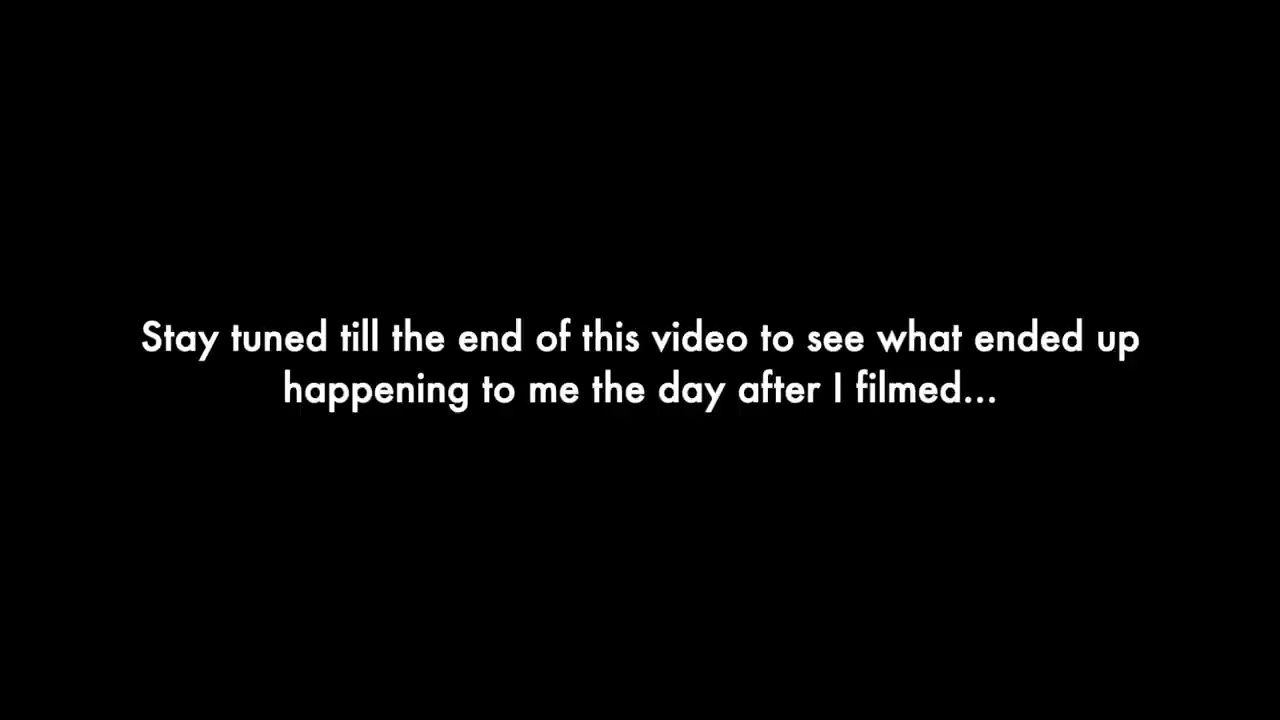 Stay tuned till the end of this video to see what ended up
happening to me the day after I filmed...